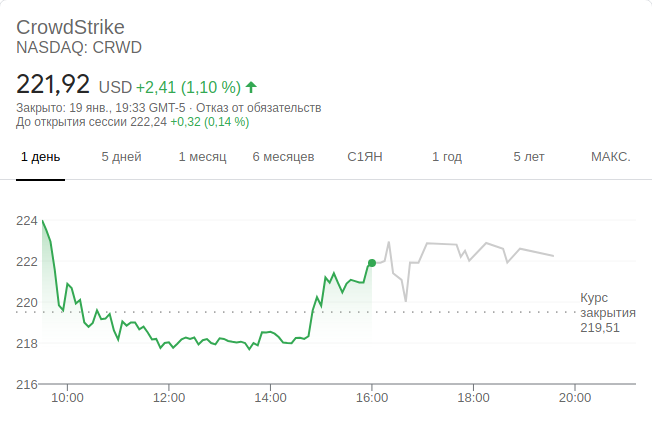 CrowdStrike
NASDAQ: CRWD
221,92 USD +2,41 (1,10 %)
Закрыто: 19 янв., 19:33 GMT-5 · Отказ от обязательств
До открытия сессии 222,24 +0,32 (0,14 %)
1 день 5 дней 1 месяц 6 месяцев С1ЯН 1 год 5 лет МАКС.
224
222
220
218
216
Курс
закрытия
219,51
10:00 12:00 14:00 16:00 18:00 20:00